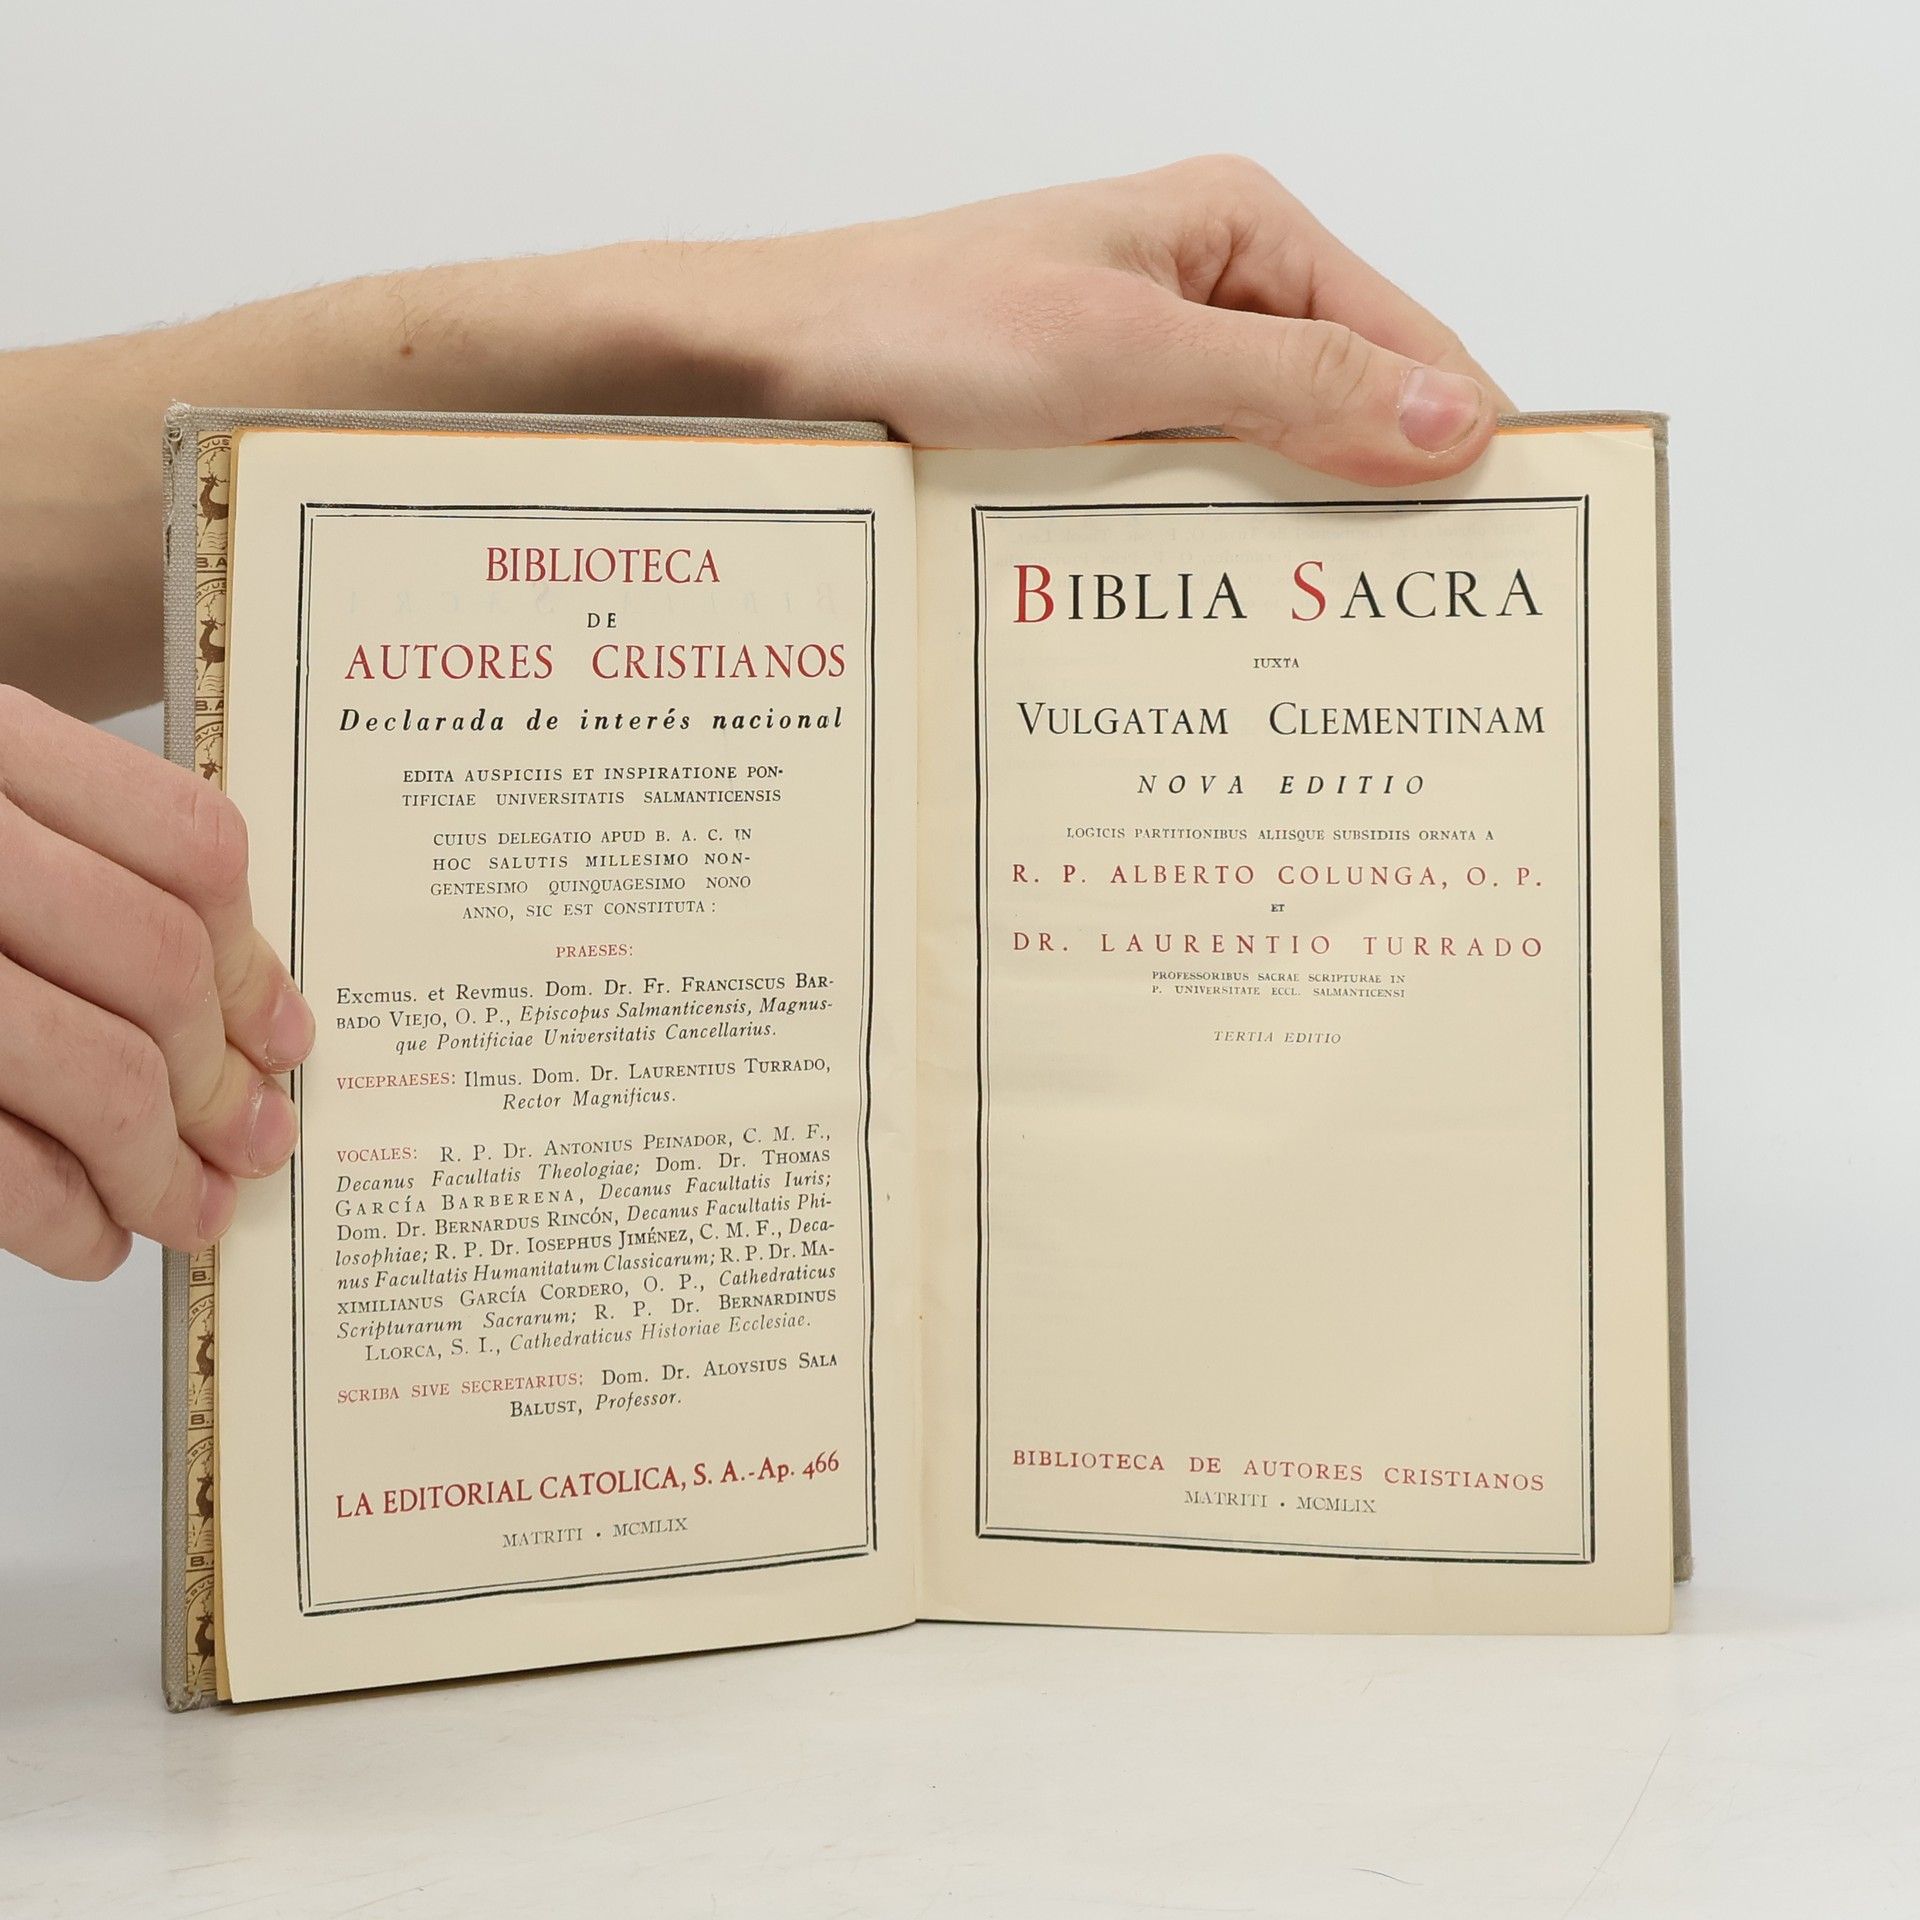 BIBLIOTECA
DE
AUTORES CRISTIANOS
Declarada de interés nacional
EDITA AUSPICIIS ET INSPIRATIONE PON-
TIFICIAE UNIVERSITATIS SALMANTICENSIS
CUIUS DELEGATIO APUD B. A. C. IN
HOC SALUTIS MILLESIMO NON-
GENTESIMO QUINQUAGESIMO NONO
ANNO, SIC EST CONSTITUTA:
PRAESES:
Excmus. et Revmus. Dom. Dr. Fr. FRANCISCUS BAR-
BADO VIEJO, O. P., Episcopus Salmanticensis, Magnus-
que Pontificiae Universitatis Cancellarius.
VICEPRAESES: Ilmus. Dom. Dr. LAURENTIUS TURRADO,
Rector Magnificus.
VOCALES: R. P. Dr. ANTONIUS PEINADOR, C. M. F.,
Decanus Facultatis Theologiae; Dom. Dr. THOMAS
GARCÍA BARBERENA, Decanus Facultatis Iuris;
Dom. Dr. BERNARDUS RINCÓN, Decanus Facultatis Phi-
losophiae; R. P. Dr. IOSEPHUS JIMÉNEZ, C. M. F., Deca-
nus Facultatis Humanitatum Classicarum; R. P. Dr. MA-
XIMILIANUS GARCÍA CORDERO, O. P., Cathedraticus
Scripturarum Sacrarum; R. P. Dr. BERNARDINUS
LLORCA, S. I., Cathedraticus Historiae Ecclesiae.
SCRIBA SIVE SECRETARIUS: Dom. Dr. ALOYSIUS SALA
BALUST, Professor.
LA EDITORIAL CATOLICA, S. A.-Ap. 466
MATRITI · MCMLIX
BIBLIA SACRA
IUXTA
VULGATAM CLEMENTINAM
NOVA EDITIO
LOGICIS PARTITIONIBUS ALIISQUE SUBSIDIIS ORNATA A
R. P. ALBERTO COLUNGA, O. P.
ET
DR. LAURENTIO TURRADO
PROFESSORIBUS SACRAE SCRIPTURAE IN
P. UNIVERSITATE ECCL. SALMANTICENSI
TERTIA EDITIO
BIBLIOTECA DE AUTORES CRISTIANOS
MATRITI · MCMLIX